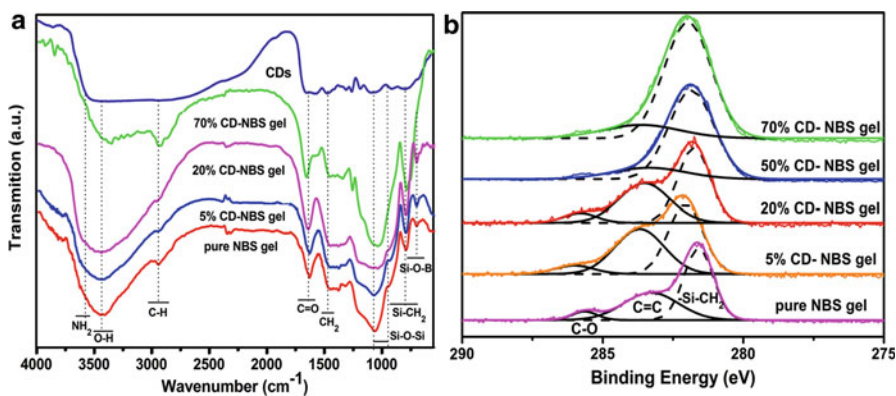 a
Transmition (a.u.)
CDs
70% CD-NBS gel
20% CD-NBS gel
5% CD-NBS gel
pure NBS gel
NH2
O-H
C-H
C=O
CH2
Si-O-B
Si-CH2
Si-O-Si
4000 3500 3000 2500 2000 1500 1000
Wavenumber (cm-1)
b
70% CD- NBS gel
50% CD- NBS gel
20% CD- NBS gel
5% CD- NBS gel
pure NBS gel
C-O
C=C
-Si-CH2
290 285 280 275
Binding Energy (eV)